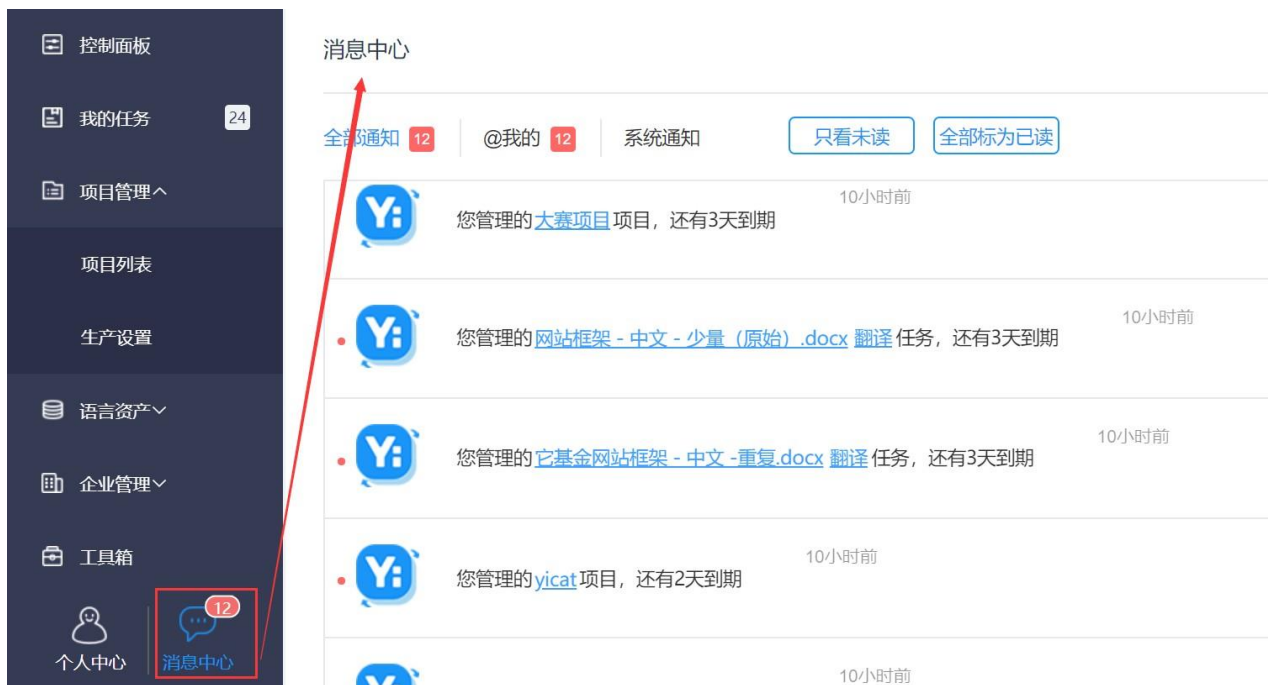 控制面板
我的任务 24
项目管理
项目列表
生产设置
语言资产
企业管理
工具箱
个人中心
12
消息中心
消息中心
全部通知 12 @我的 12 系统通知 只看未读 全部标为已读
10小时前
您管理的大赛项目项目，还有3天到期
10小时前
您管理的网站框架 - 中文 - 少量（原始）.docx 翻译任务，还有3天到期
10小时前
您管理的它基金网站框架 - 中文 -重复.docx 翻译任务，还有3天到期
10小时前
您管理的yicat项目，还有2天到期
10小时前